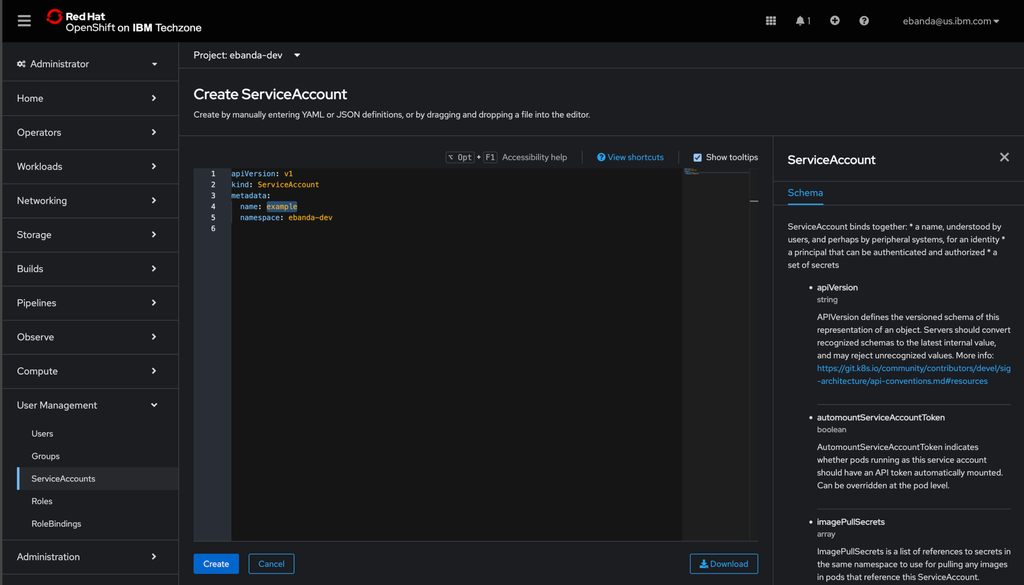 Red Hat
OpenShift on IBM Techzone
1
ebanda@us.ibm.com
Administrator
Home
Operators
Workloads
Networking
Storage
Builds
Pipelines
Observe
Compute
User Management
Users
Groups
ServiceAccounts
Roles
RoleBindings
Administration
Project: ebanda-dev
Create ServiceAccount
Create by manually entering YAML or JSON definitions, or by dragging and dropping a file into the editor.
⌥ Opt + F1 Accessibility help
View shortcuts
Show tooltips
1 apiVersion: v1
2 kind: ServiceAccount
3 metadata:
4 name: example
5 namespace: ebanda-dev
6
Create
Cancel
Download
ServiceAccount
Schema
ServiceAccount binds together: * a name, understood by
users, and perhaps by peripheral systems, for an identity *
a principal that can be authenticated and authorized * a
set of secrets
• apiVersion
string
APIVersion defines the versioned schema of this
representation of an object. Servers should convert
recognized schemas to the latest internal value,
and may reject unrecognized values. More info:
https://git.k8s.io/community/contributors/devel/sig
-architecture/api-conventions.md#resources
• automountServiceAccountToken
boolean
AutomountServiceAccountToken indicates
whether pods running as this service account
should have an API token automatically mounted.
Can be overridden at the pod level.
• imagePullSecrets
array
ImagePullSecrets is a list of references to secrets in
the same namespace to use for pulling any images
in pods that reference this ServiceAccount.